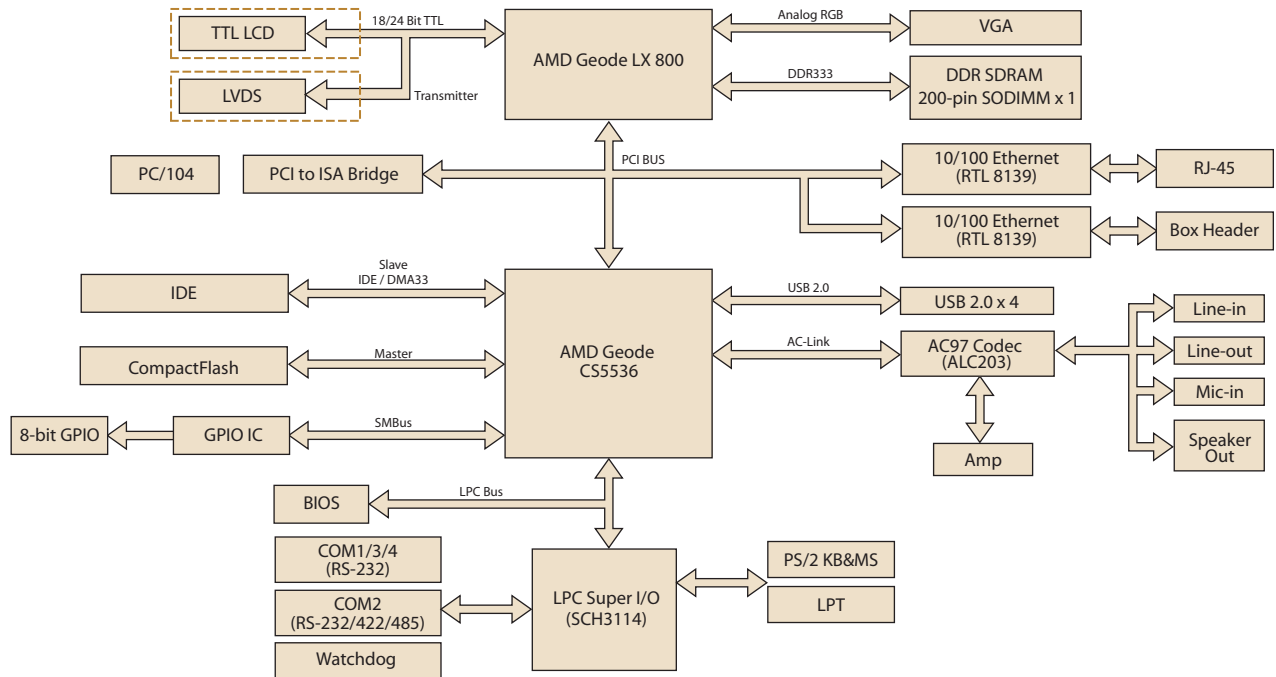 TTL LCD
18/24 Bit TTL
AMD Geode LX 800
Analog RGB
VGA
LVDS
Transmitter
DDR333
DDR SDRAM
200-pin SODIMM x 1
PC/104
PCI to ISA Bridge
PCI BUS
10/100 Ethernet
(RTL 8139)
RJ-45
10/100 Ethernet
(RTL 8139)
Box Header
IDE
Slave
IDE / DMA33
AMD Geode
CS5536
USB 2.0
USB 2.0 x 4
Line-in
CompactFlash
Master
AC-Link
AC97 Codec
(ALC203)
Line-out
Mic-in
8-bit GPIO
GPIO IC
SMBus
Amp
Speaker
Out
BIOS
LPC Bus
COM1/3/4
(RS-232)
COM2
(RS-232/422/485)
Watchdog
LPC Super I/O
(SCH3114)
PS/2 KB&MS
LPT